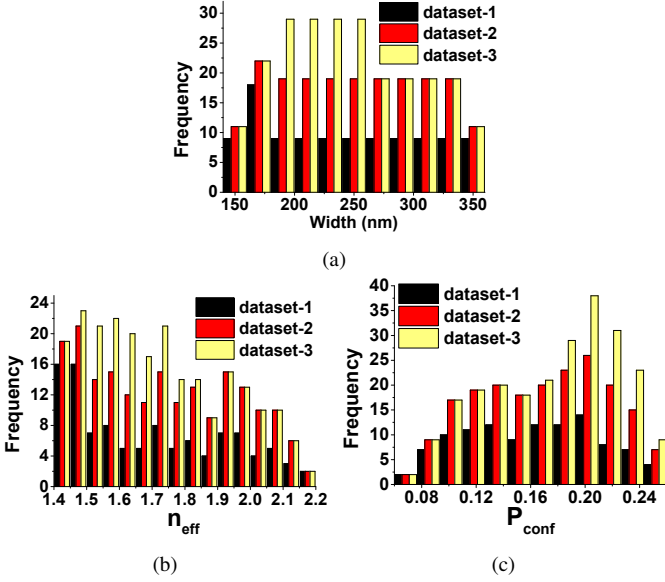 30
25
20
15
10
5
0
Frequency
dataset-1
dataset-2
dataset-3
150 200 250 300 350
Width (nm)
(a)
24
20
16
12
8
4
0
Frequency
dataset-1
dataset-2
dataset-3
1.4 1.5 1.6 1.7 1.8 1.9 2.0 2.1 2.2
n_eff
(b)
40
35
30
25
20
15
10
5
0
Frequency
dataset-1
dataset-2
dataset-3
0.08 0.12 0.16 0.20 0.24
P_conf
(c)